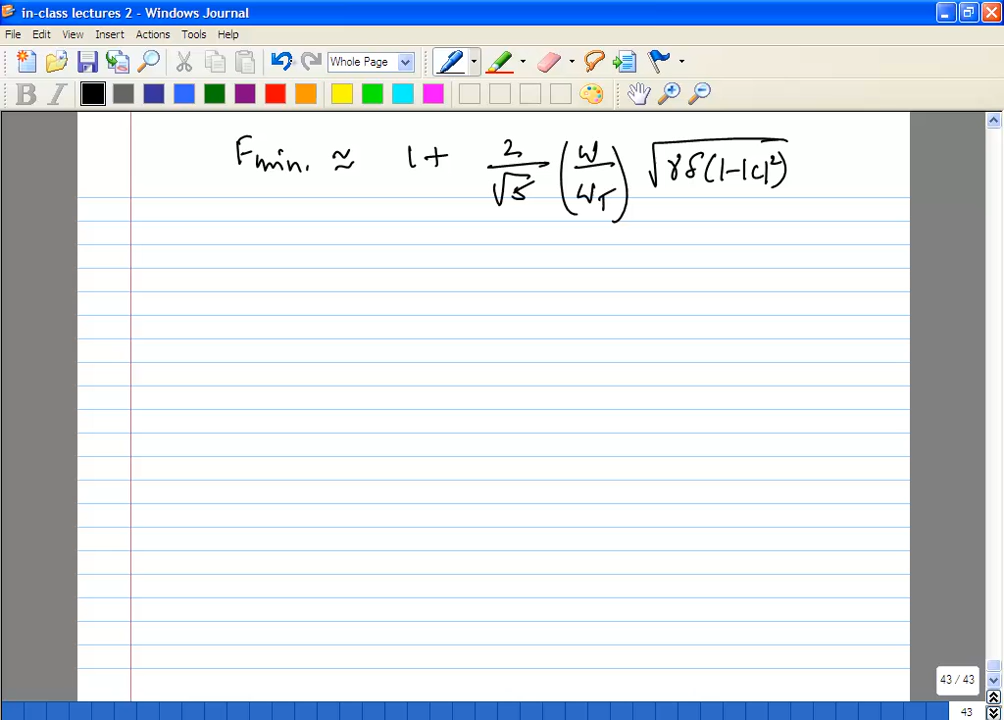 in-class lectures 2 - Windows Journal
File Edit View Insert Actions Tools Help
Whole Page
B I
Fmin. ≈ 1 + 2/√5 (ω/ωT) √(γδ(1-|c|²))
43 / 43
43